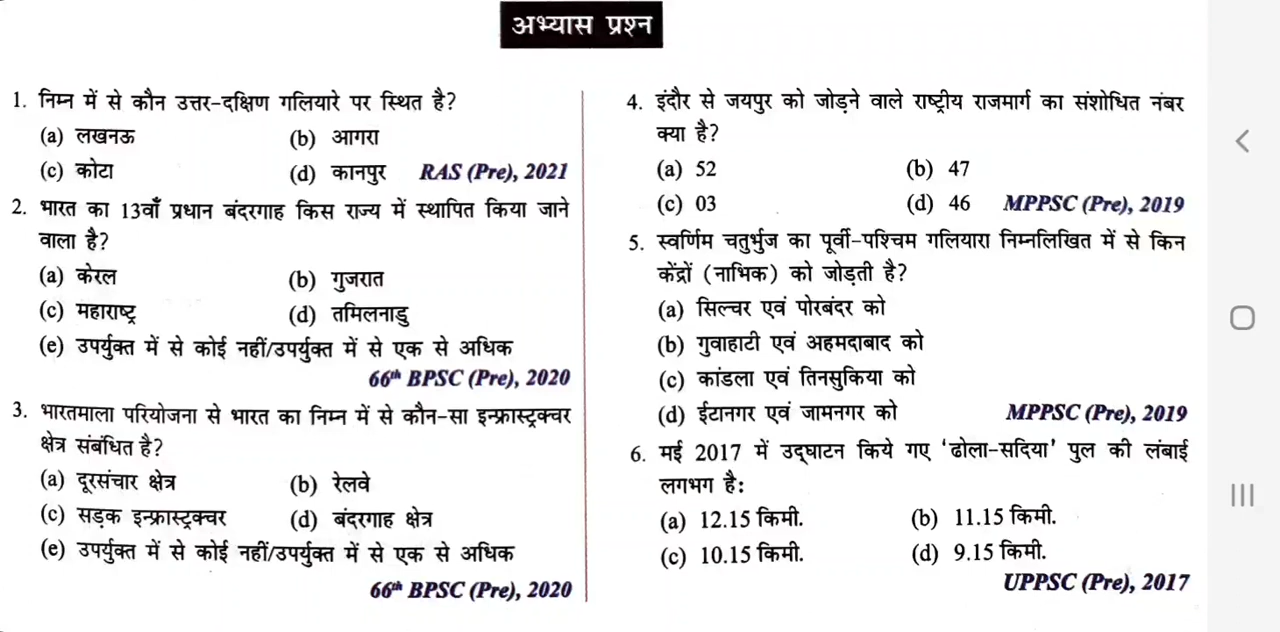 अभ्यास प्रश्न
1. निम्न में से कौन उत्तर-दक्षिण गलियारे पर स्थित है?
(a) लखनऊ (b) आगरा
(c) कोटा (d) कानपुर RAS (Pre), 2021
2. भारत का 13वाँ प्रधान बंदरगाह किस राज्य में स्थापित किया जाने
वाला है?
(a) केरल (b) गुजरात
(c) महाराष्ट्र (d) तमिलनाडु
(e) उपर्युक्त में से कोई नहीं/उपर्युक्त में से एक से अधिक
66th BPSC (Pre), 2020
3. भारतमाला परियोजना से भारत का निम्न में से कौन-सा इन्फ्रास्ट्रक्चर
क्षेत्र संबंधित है?
(a) दूरसंचार क्षेत्र (b) रेलवे
(c) सड़क इन्फ्रास्ट्रक्चर (d) बंदरगाह क्षेत्र
(e) उपर्युक्त में से कोई नहीं/उपर्युक्त में से एक से अधिक
66th BPSC (Pre), 2020
4. इंदौर से जयपुर को जोड़ने वाले राष्ट्रीय राजमार्ग का संशोधित नंबर
क्या है?
(a) 52 (b) 47
(c) 03 (d) 46 MPPSC (Pre), 2019
5. स्वर्णिम चतुर्भुज का पूर्वी-पश्चिम गलियारा निम्नलिखित में से किन
केंद्रों (नाभिक) को जोड़ती है?
(a) सिल्चर एवं पोरबंदर को
(b) गुवाहाटी एवं अहमदाबाद को
(c) कांडला एवं तिनसुकिया को
(d) ईटानगर एवं जामनगर को MPPSC (Pre), 2019
6. मई 2017 में उद्घाटन किये गए ‘ढोला-सदिया’ पुल की लंबाई
लगभग है:
(a) 12.15 किमी. (b) 11.15 किमी.
(c) 10.15 किमी. (d) 9.15 किमी.
UPPSC (Pre), 2017